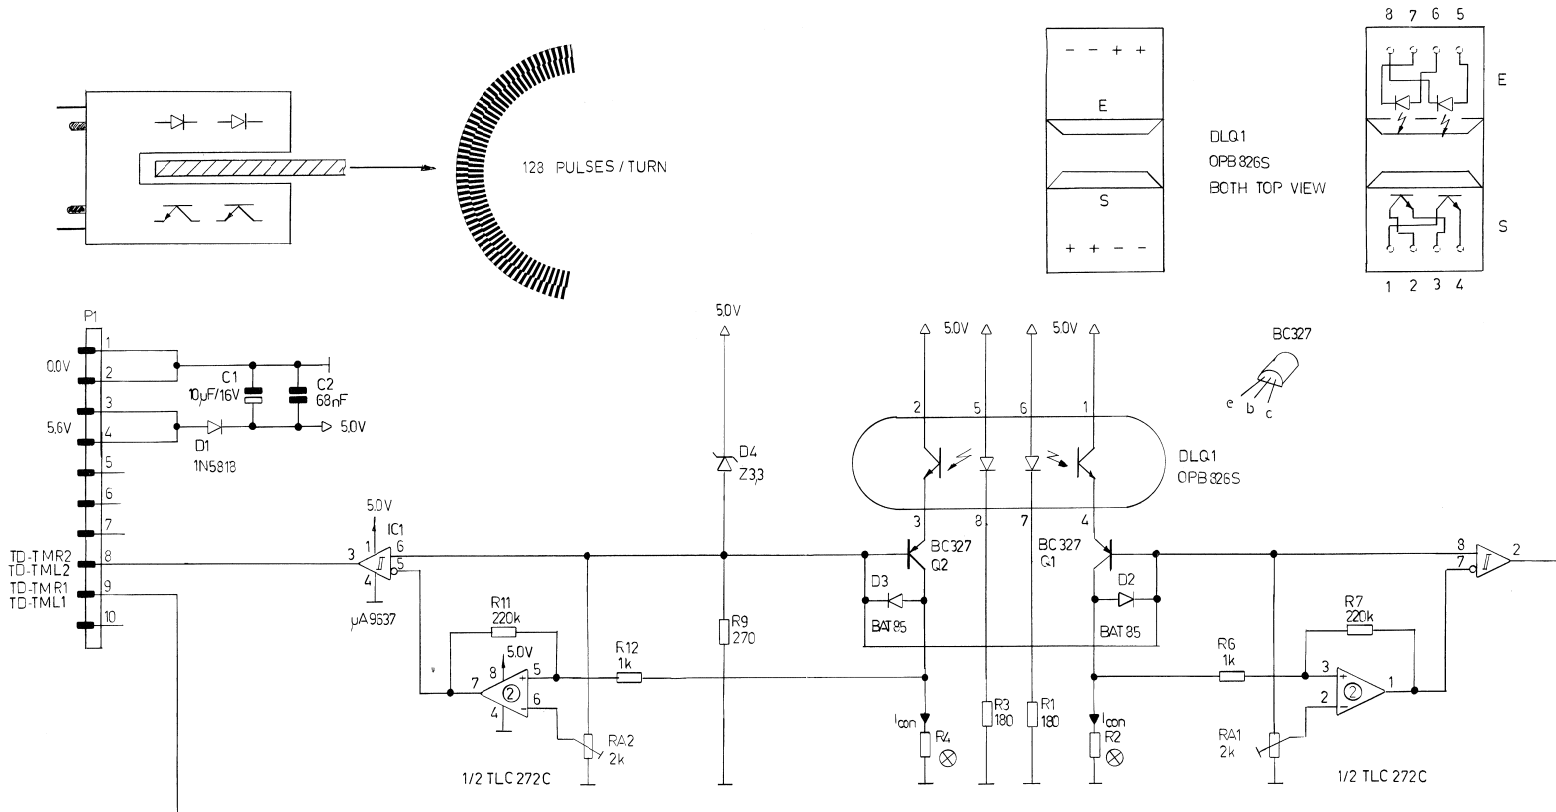 8 7 6 5
- - + +
E
E
DLQ1
OPB 826S
BOTH TOP VIEW
128 PULSES / TURN
S
S
+ + - -
1 2 3 4
P1
1
0.0V
2
C1
10µF/16V
C2
68nF
3
5,6V
4
5.0V
D1
1N5818
5
6
7
TD-TMR2
TD-TML2
8
TD-TMR1
TD-TML1
9
10
5.0V
5.0V
5.0V
BC327
e b c
2 5 6 1
D4
Z3,3
DLQ1
OPB 826S
3 8 7 4
5.0V
IC1
3
1
6
5
4
µA 9637
BC327
Q2
BC327
Q1
8
7
2
D3
BAT 85
D2
BAT 85
R11
220k
R9
270
R7
220k
5.0V
R12
1k
R6
1k
7
8
5
6
4
2
3
2
1
2
Icon
R4
R3
180
R1
180
Icon
R2
RA2
2k
RA1
2k
1/2 TLC 272C
1/2 TLC 272C